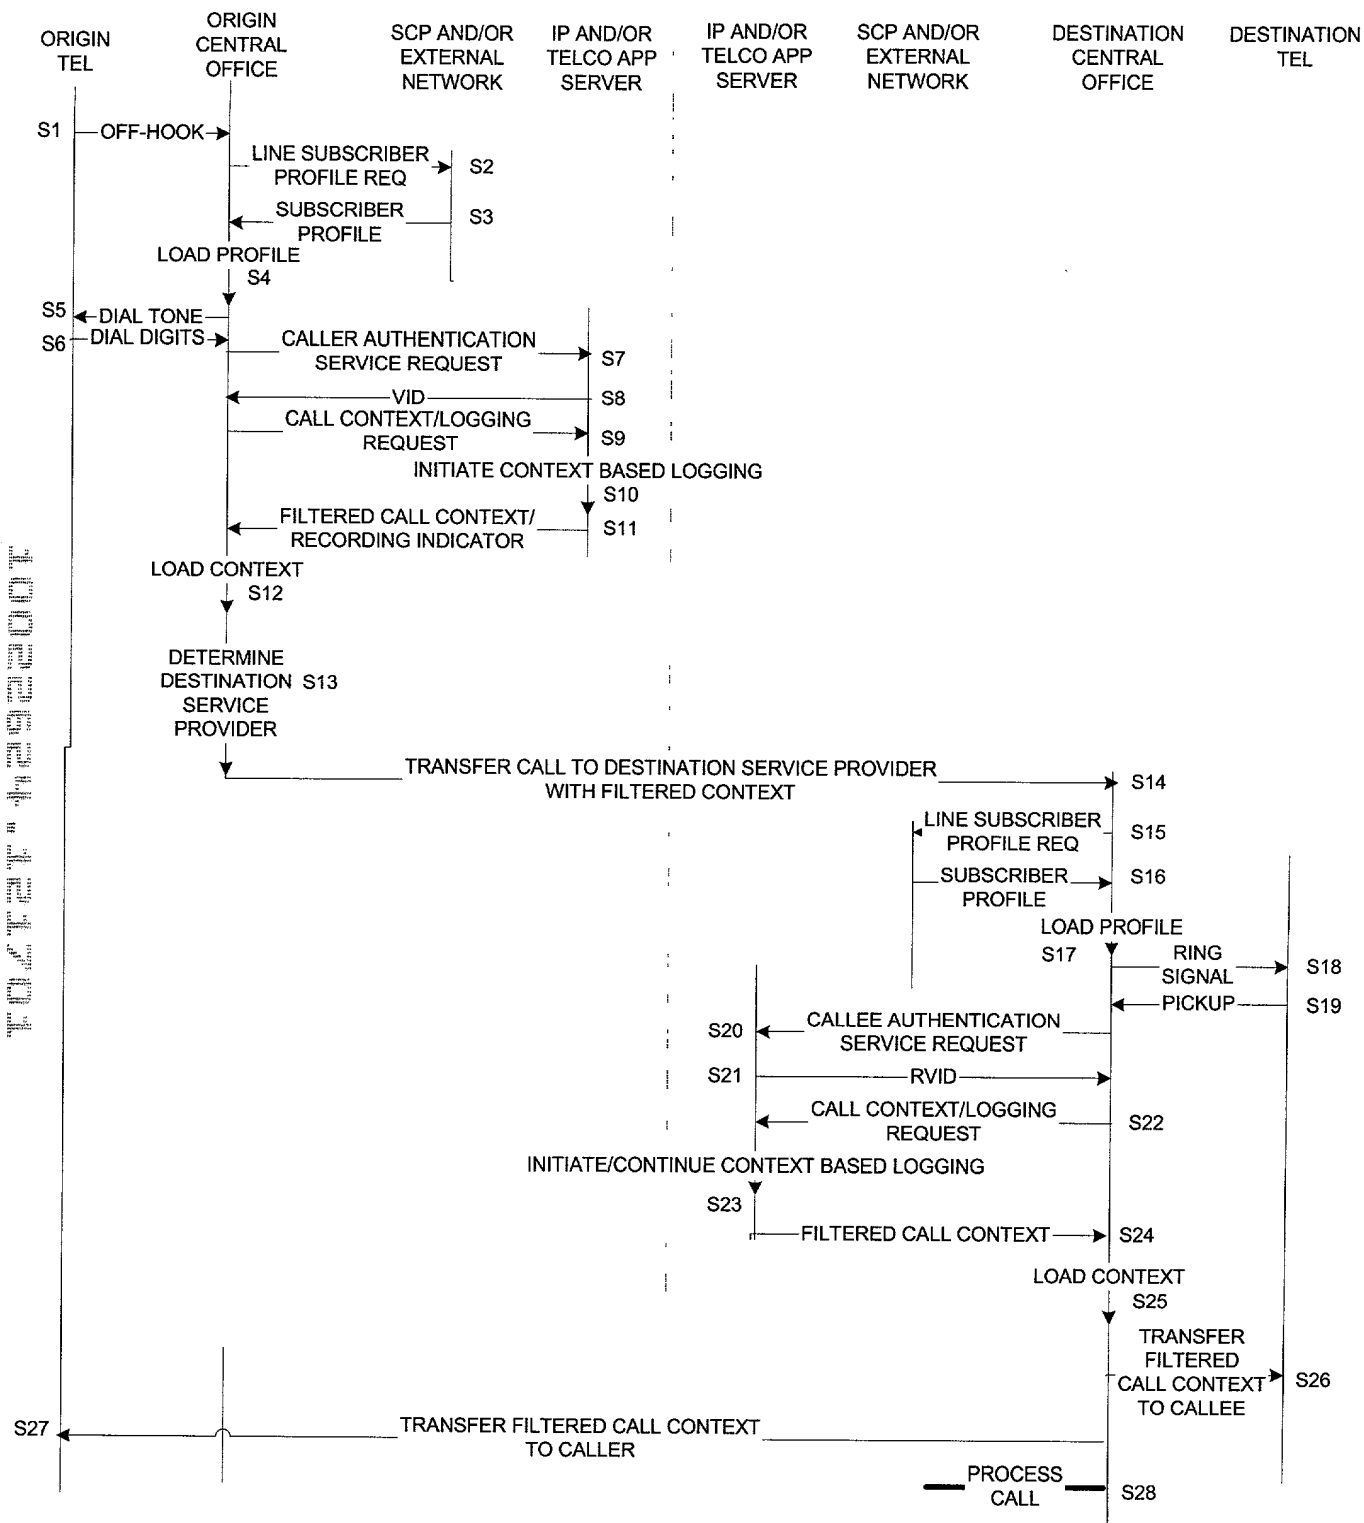 ORIGIN
TEL
ORIGIN
CENTRAL
OFFICE
SCP AND/OR
EXTERNAL
NETWORK
IP AND/OR
TELCO APP
SERVER
IP AND/OR
TELCO APP
SERVER
SCP AND/OR
EXTERNAL
NETWORK
DESTINATION
CENTRAL
OFFICE
DESTINATION
TEL
S1
OFF-HOOK
LINE SUBSCRIBER
PROFILE REQ
S2
SUBSCRIBER
PROFILE
S3
LOAD PROFILE
S4
S5
DIAL TONE
S6
DIAL DIGITS
CALLER AUTHENTICATION
SERVICE REQUEST
S7
VID
S8
CALL CONTEXT/LOGGING
REQUEST
S9
INITIATE CONTEXT BASED LOGGING
S10
FILTERED CALL CONTEXT/
RECORDING INDICATOR
S11
LOAD CONTEXT
S12
DETERMINE
DESTINATION
SERVICE
PROVIDER
S13
TRANSFER CALL TO DESTINATION SERVICE PROVIDER
WITH FILTERED CONTEXT
S14
LINE SUBSCRIBER
PROFILE REQ
S15
SUBSCRIBER
PROFILE
S16
LOAD PROFILE
S17
RING
SIGNAL
S18
PICKUP
S19
S20
CALLEE AUTHENTICATION
SERVICE REQUEST
S21
RVID
CALL CONTEXT/LOGGING
REQUEST
S22
INITIATE/CONTINUE CONTEXT BASED LOGGING
S23
FILTERED CALL CONTEXT
S24
LOAD CONTEXT
S25
TRANSFER
FILTERED
CALL CONTEXT
TO CALLEE
S26
S27
TRANSFER FILTERED CALL CONTEXT
TO CALLER
PROCESS
CALL
S28